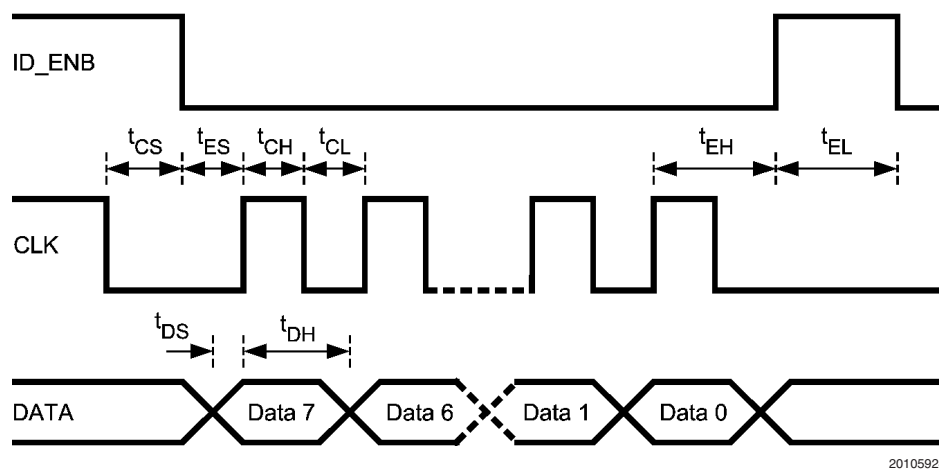 ID_ENB
tCS tES tCH tCL tEH tEL
CLK
tDS tDH
DATA Data 7 Data 6 Data 1 Data 0
2010592